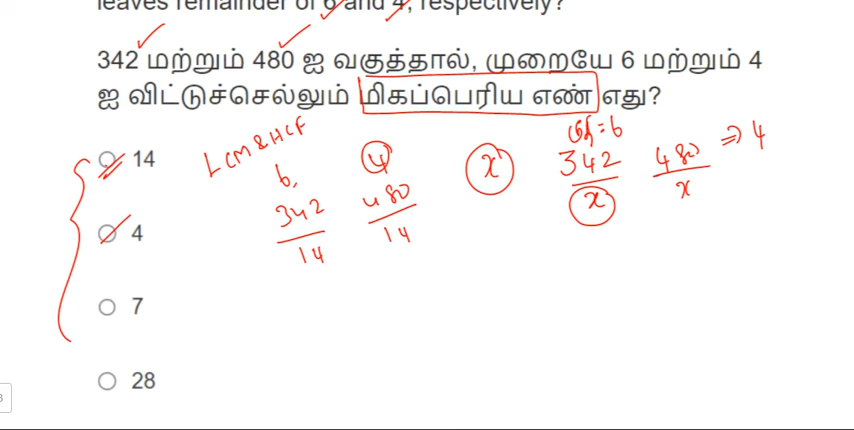 leaves remainder of 6 and 4, respectively?
342 மற்றும் 480 ஐ வகுத்தால், முறையே 6 மற்றும் 4
ஐ விட்டுச்செல்லும் மிகப்பெரிய எண் எது?
14
LCM & HCF
6, 4
342/14 480/14
x
மீதி = 6
342/x 480/x ⇒ 4
4
7
28